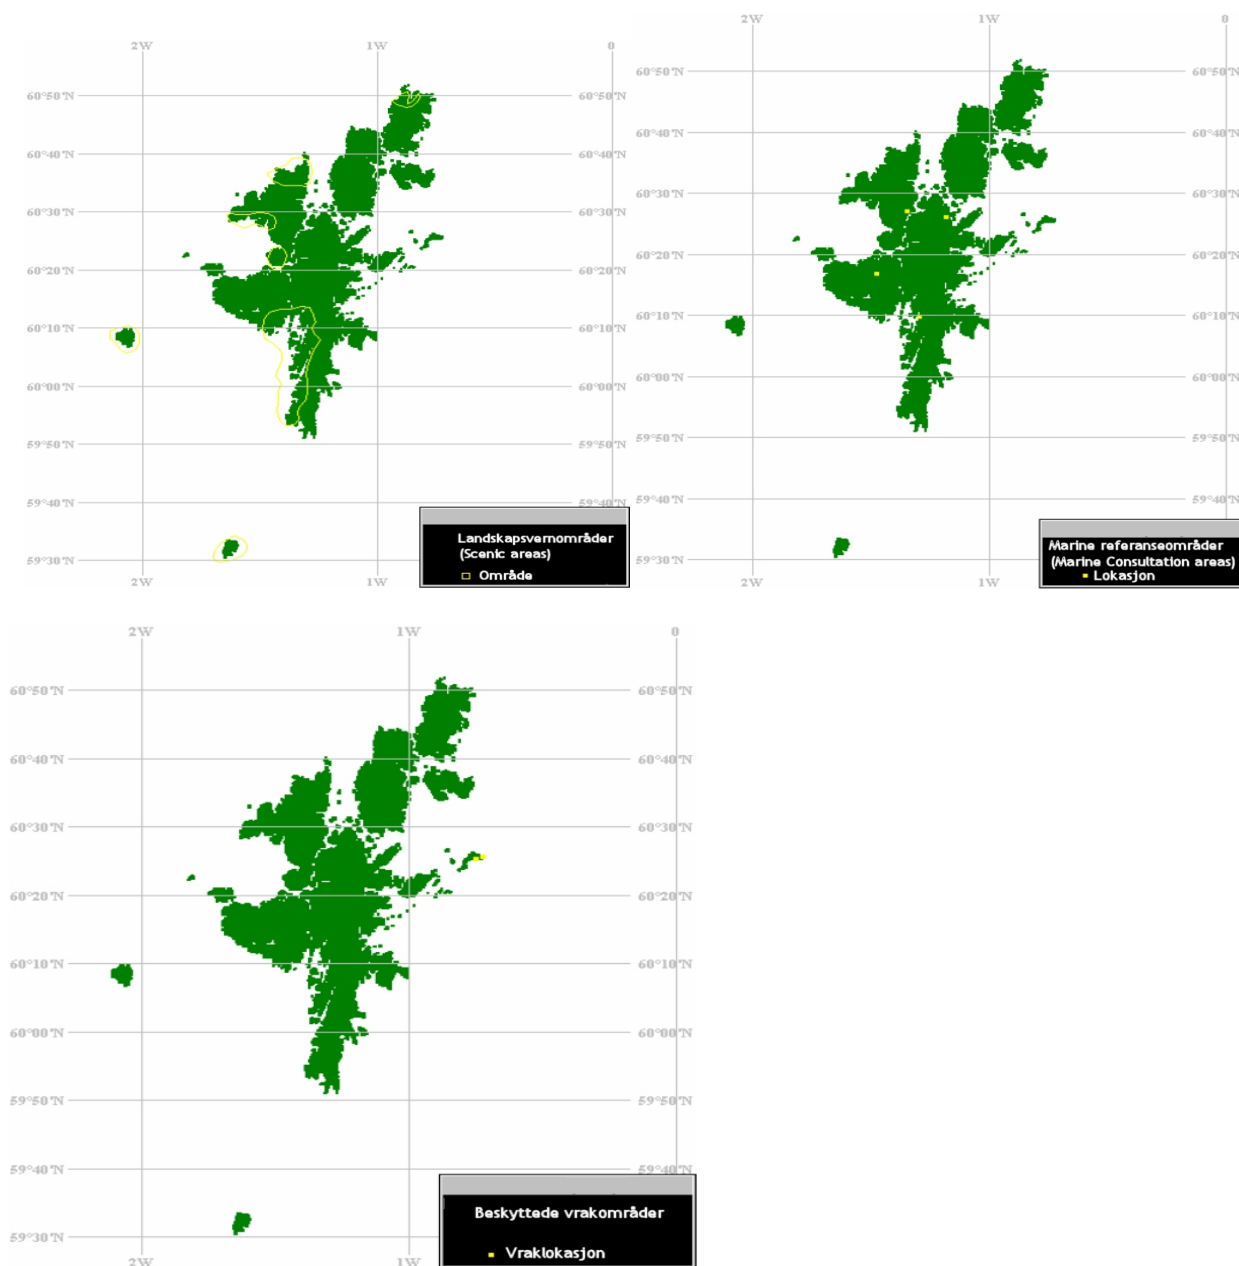 2W 1W 0
60°50'N 60°50'N
60°40'N 60°40'N
60°30'N 60°30'N
60°20'N 60°20'N
60°10'N 60°10'N
60°00'N 60°00'N
59°50'N 59°50'N
59°40'N 59°40'N
59°30'N
2W 1W
Landskapsvernområder
(Scenic areas)
Område
2W 1W 0
60°50'N 60°50'N
60°40'N 60°40'N
60°30'N 60°30'N
60°20'N 60°20'N
60°10'N 60°10'N
60°00'N 60°00'N
59°50'N 59°50'N
59°40'N 59°40'N
59°30'N
2W 1W
Marine referanseområder
(Marine Consultation areas)
Lokasjon
2W 1W 0
60°50'N 60°50'N
60°40'N 60°40'N
60°30'N 60°30'N
60°20'N 60°20'N
60°10'N 60°10'N
60°00'N 60°00'N
59°50'N 59°50'N
59°40'N 59°40'N
59°30'N
2W 1W
Beskyttede vrakområder
Vraklokasjon